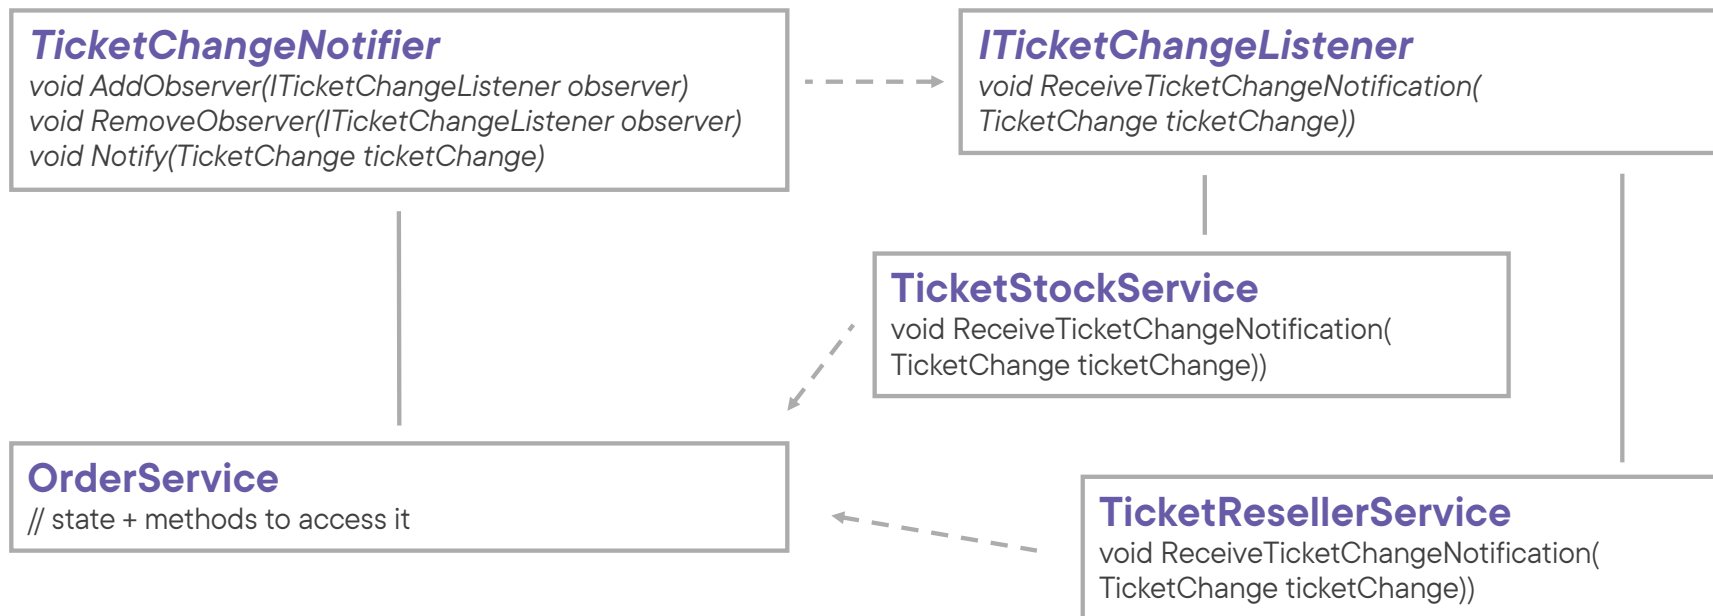 TicketChangeNotifier
void AddObserver(ITicketChangeListener observer)
void RemoveObserver(ITicketChangeListener observer)
void Notify(TicketChange ticketChange)
ITicketChangeListener
void ReceiveTicketChangeNotification(
TicketChange ticketChange))
TicketStockService
void ReceiveTicketChangeNotification(
TicketChange ticketChange))
OrderService
// state + methods to access it
TicketResellerService
void ReceiveTicketChangeNotification(
TicketChange ticketChange))